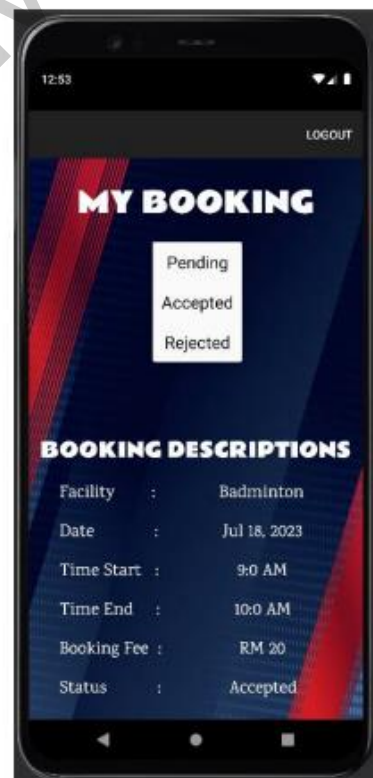 12:53
LOGOUT
MY BOOKING
Pending
Accepted
Rejected
BOOKING DESCRIPTIONS
Facility : Badminton
Date : Jul 18, 2023
Time Start : 9:0 AM
Time End : 10:0 AM
Booking Fee : RM 20
Status : Accepted